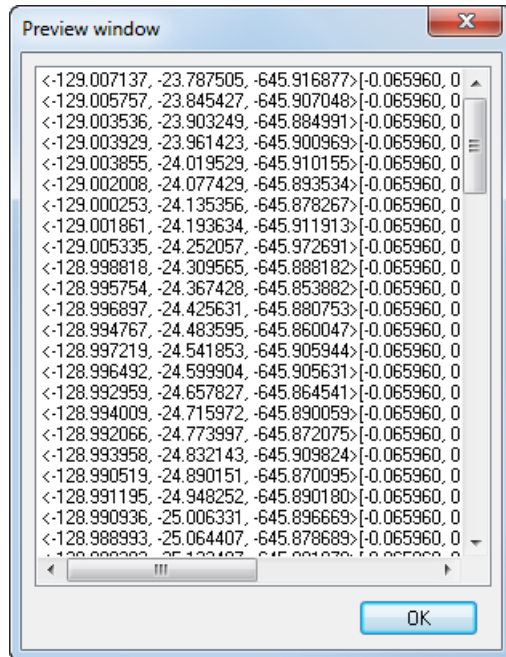 Preview window
<-129.007137, -23.787505, -645.916877>[-0.065960, 0
<-129.005757, -23.845427, -645.907048>[-0.065960, 0
<-129.003536, -23.903249, -645.884991>[-0.065960, 0
<-129.003929, -23.961423, -645.900969>[-0.065960, 0
<-129.003855, -24.019529, -645.910155>[-0.065960, 0
<-129.002008, -24.077429, -645.893534>[-0.065960, 0
<-129.000253, -24.135356, -645.878267>[-0.065960, 0
<-129.001861, -24.193634, -645.911913>[-0.065960, 0
<-129.005335, -24.252057, -645.972691>[-0.065960, 0
<-128.998818, -24.309565, -645.888182>[-0.065960, 0
<-128.995754, -24.367428, -645.853882>[-0.065960, 0
<-128.996897, -24.425631, -645.880753>[-0.065960, 0
<-128.994767, -24.483595, -645.860047>[-0.065960, 0
<-128.997219, -24.541853, -645.905944>[-0.065960, 0
<-128.996492, -24.599904, -645.905631>[-0.065960, 0
<-128.992959, -24.657827, -645.864541>[-0.065960, 0
<-128.994009, -24.715972, -645.890059>[-0.065960, 0
<-128.992066, -24.773997, -645.872075>[-0.065960, 0
<-128.993958, -24.832143, -645.909824>[-0.065960, 0
<-128.990519, -24.890151, -645.870095>[-0.065960, 0
<-128.991195, -24.948252, -645.890180>[-0.065960, 0
<-128.990936, -25.006331, -645.896669>[-0.065960, 0
<-128.988993, -25.064407, -645.878689>[-0.065960, 0
OK